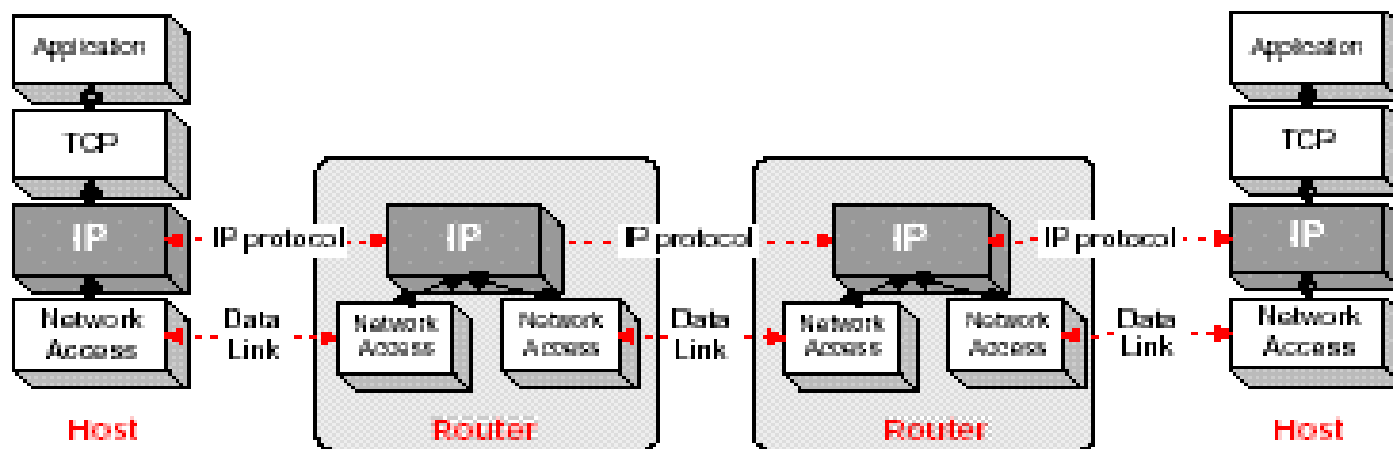 Application
TCP
IP
Network
Access
Host
IP protocol
Data
Link
IP
Network
Access
Network
Access
Router
IP protocol
Data
Link
IP
Network
Access
Network
Access
Router
IP protocol
Data
Link
Application
TCP
IP
Network
Access
Host